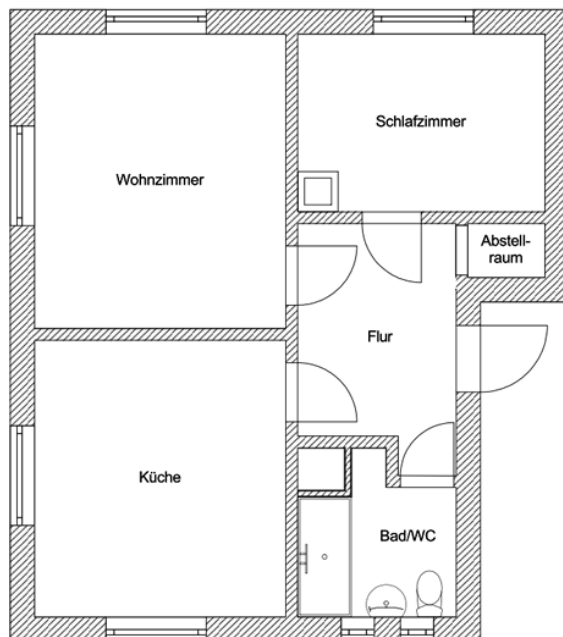 Schlafzimmer
Wohnzimmer
Abstell-
raum
Flur
Küche
Bad/WC